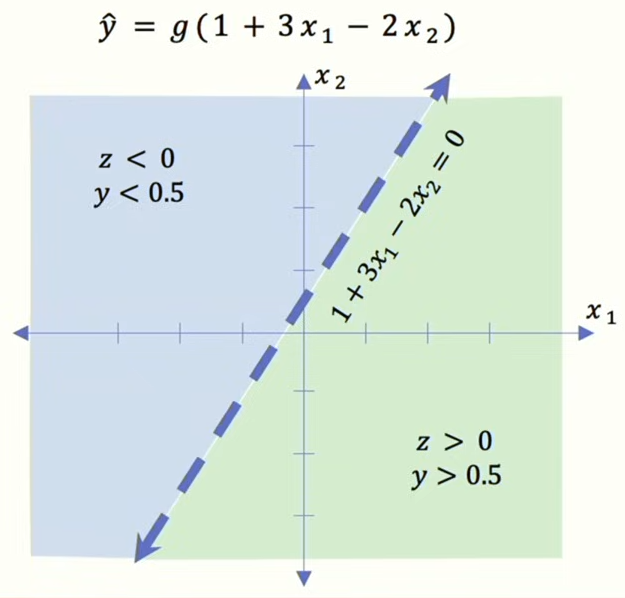 ŷ = g(1 + 3x₁ − 2x₂)
x₂
z < 0
y < 0.5
1 + 3x₁ − 2x₂ = 0
x₁
z > 0
y > 0.5